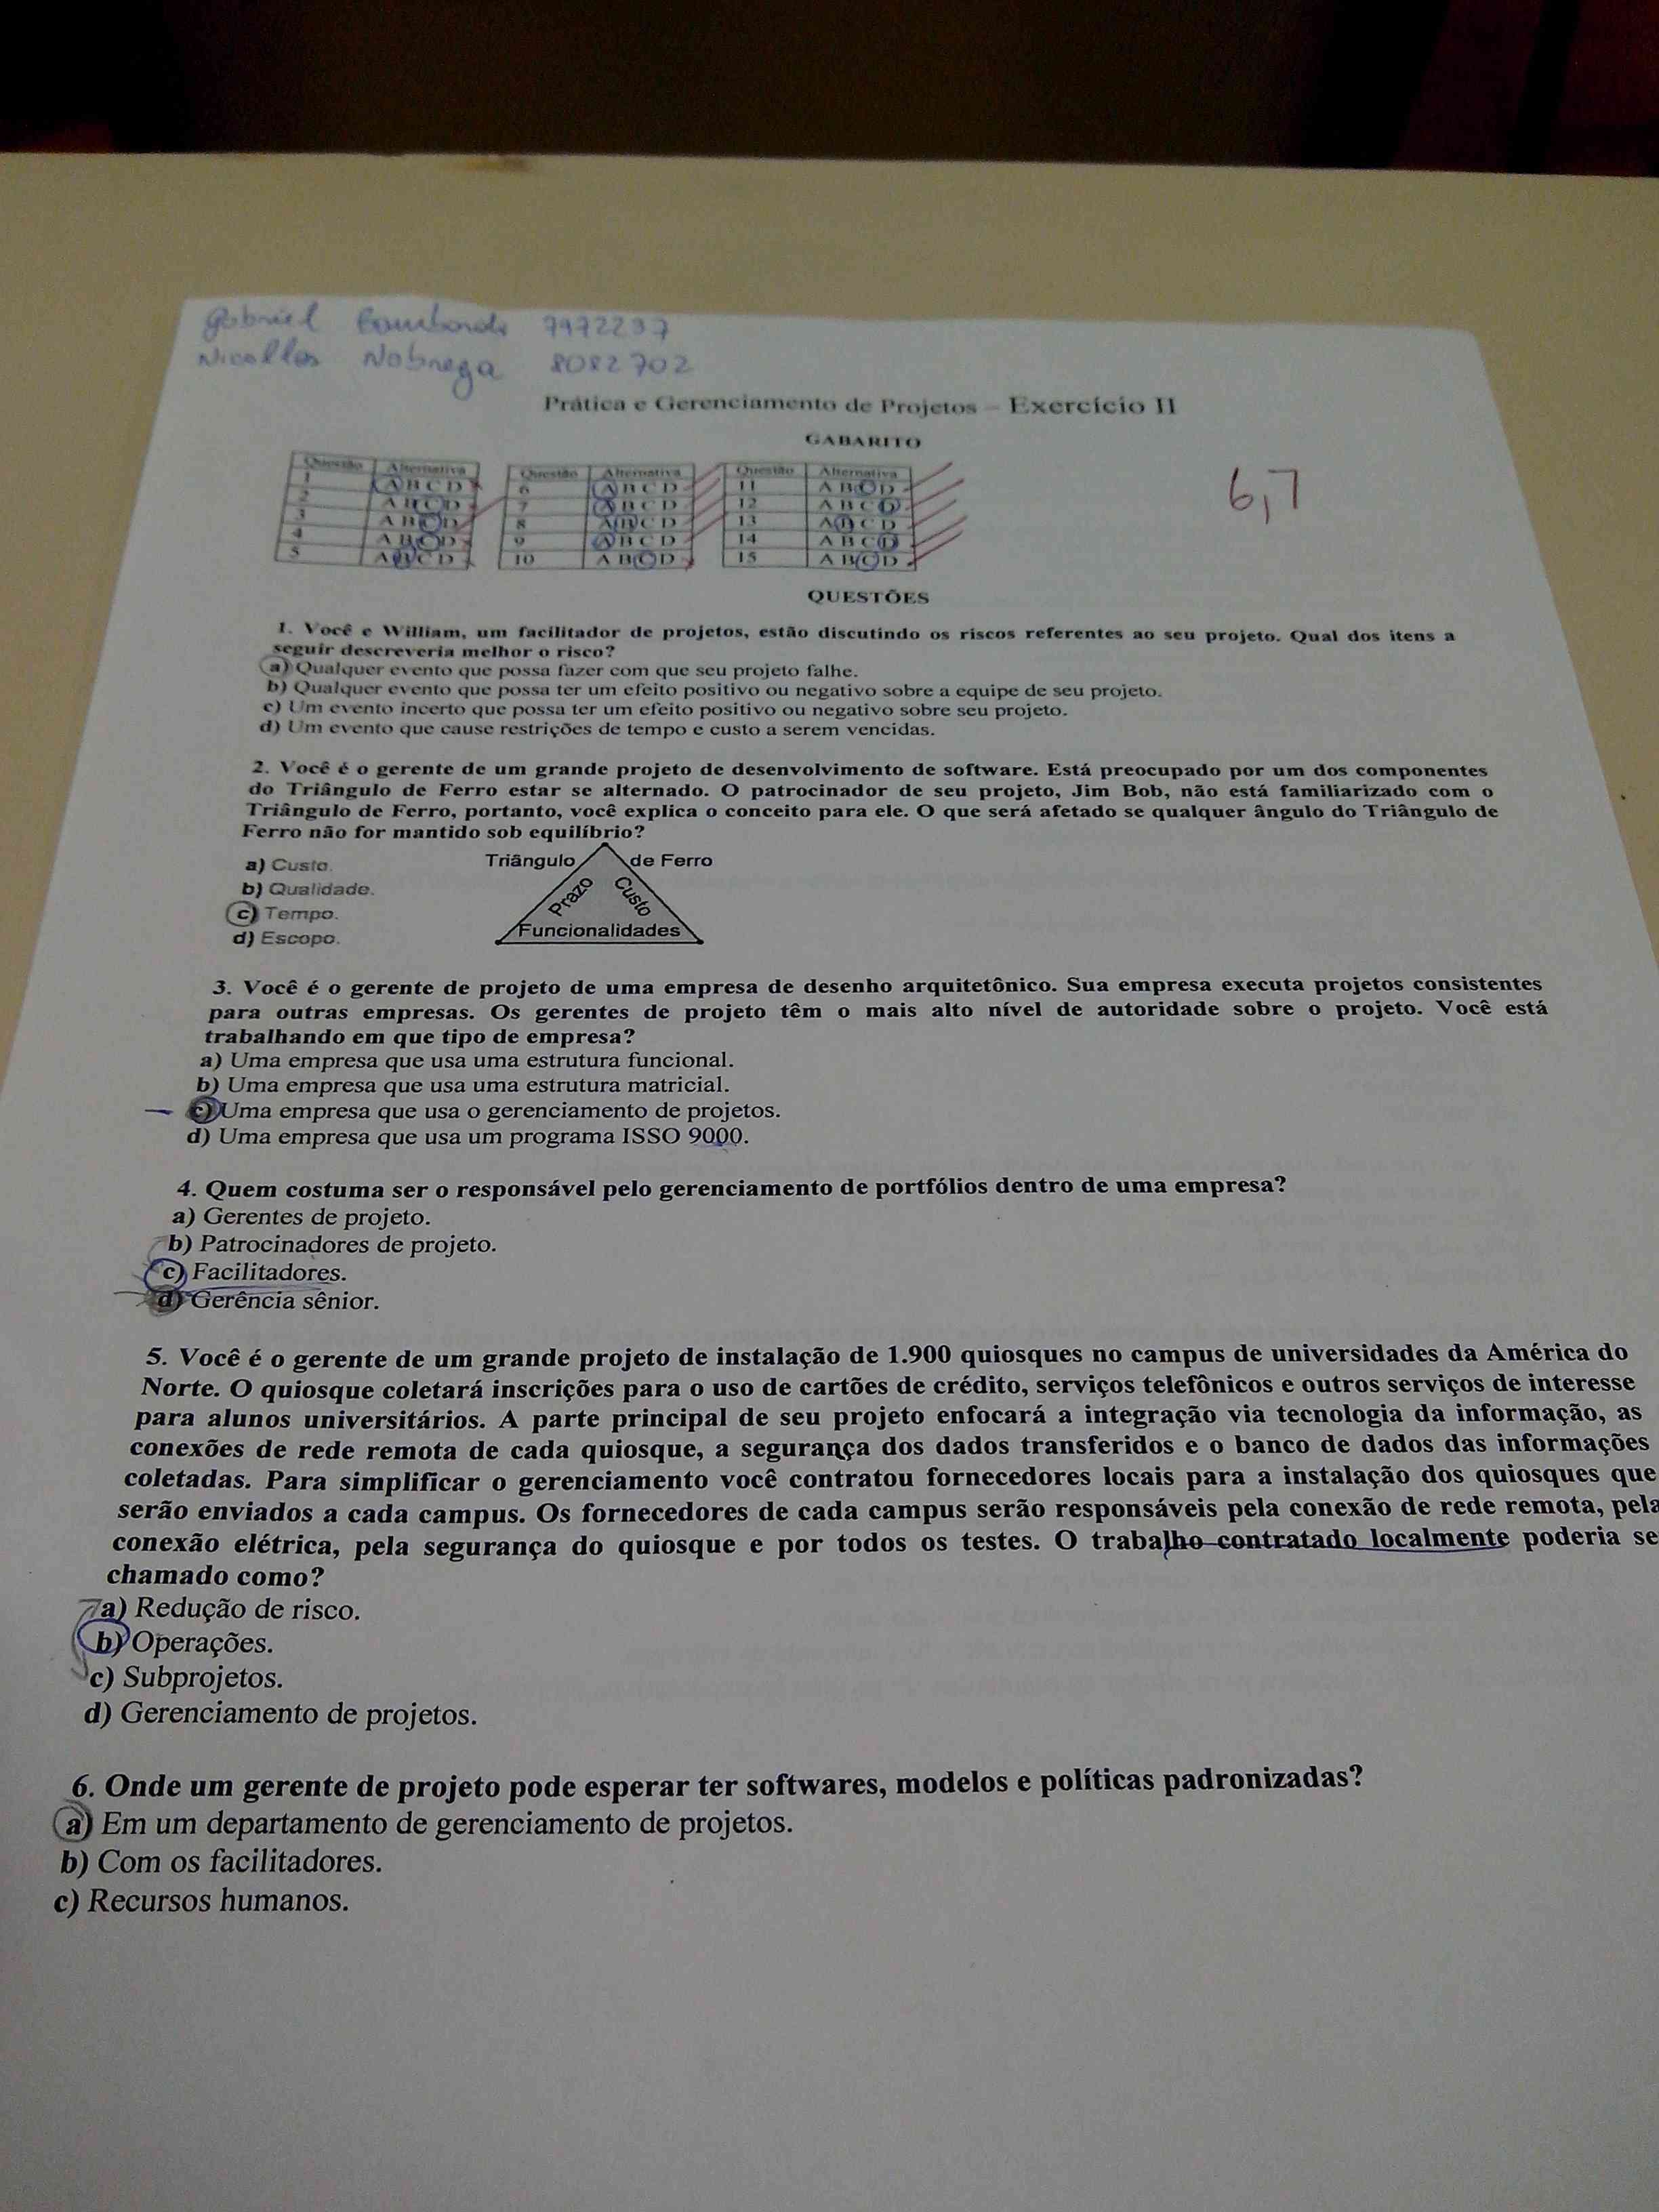 Gabriel 7972237
Nicollas Nobrega 8082702
Prática e Gerenciamento de Projetos – Exercício II
GABARITO
Questão Alternativa Questão Alternativa Questão Alternativa
1 A B C D 6 A B C D 11 A B C D
2 A B C D 7 A B C D 12 A B C D
3 A B C D 8 A B C D 13 A B C D
4 A B C D 9 A B C D 14 A B C D
5 A B C D 10 A B C D 15 A B C D
6,7
QUESTÕES
1. Você e William, um facilitador de projetos, estão discutindo os riscos referentes ao seu projeto. Qual dos itens a
seguir descreveria melhor o risco?
a) Qualquer evento que possa fazer com que seu projeto falhe.
b) Qualquer evento que possa ter um efeito positivo ou negativo sobre a equipe de seu projeto.
c) Um evento incerto que possa ter um efeito positivo ou negativo sobre seu projeto.
d) Um evento que cause restrições de tempo e custo a serem vencidas.
2. Você é o gerente de um grande projeto de desenvolvimento de software. Está preocupado por um dos componentes
do Triângulo de Ferro estar se alternado. O patrocinador de seu projeto, Jim Bob, não está familiarizado com o
Triângulo de Ferro, portanto, você explica o conceito para ele. O que será afetado se qualquer ângulo do Triângulo de
Ferro não for mantido sob equilíbrio?
a) Custo.
b) Qualidade.
c) Tempo.
d) Escopo.
Triângulo de Ferro
Prazo Custo
Funcionalidades
3. Você é o gerente de projeto de uma empresa de desenho arquitetônico. Sua empresa executa projetos consistentes
para outras empresas. Os gerentes de projeto têm o mais alto nível de autoridade sobre o projeto. Você está
trabalhando em que tipo de empresa?
a) Uma empresa que usa uma estrutura funcional.
b) Uma empresa que usa uma estrutura matricial.
c) Uma empresa que usa o gerenciamento de projetos.
d) Uma empresa que usa um programa ISSO 9000.
4. Quem costuma ser o responsável pelo gerenciamento de portfólios dentro de uma empresa?
a) Gerentes de projeto.
b) Patrocinadores de projeto.
c) Facilitadores.
d) Gerência sênior.
5. Você é o gerente de um grande projeto de instalação de 1.900 quiosques no campus de universidades da América do
Norte. O quiosque coletará inscrições para o uso de cartões de crédito, serviços telefônicos e outros serviços de interesse
para alunos universitários. A parte principal de seu projeto enfocará a integração via tecnologia da informação, as
conexões de rede remota de cada quiosque, a segurança dos dados transferidos e o banco de dados das informações
coletadas. Para simplificar o gerenciamento você contratou fornecedores locais para a instalação dos quiosques que
serão enviados a cada campus. Os fornecedores de cada campus serão responsáveis pela conexão de rede remota, pela
conexão elétrica, pela segurança do quiosque e por todos os testes. O trabalho contratado localmente poderia se
chamado como?
a) Redução de risco.
b) Operações.
c) Subprojetos.
d) Gerenciamento de projetos.
6. Onde um gerente de projeto pode esperar ter softwares, modelos e políticas padronizadas?
a) Em um departamento de gerenciamento de projetos.
b) Com os facilitadores.
c) Recursos humanos.